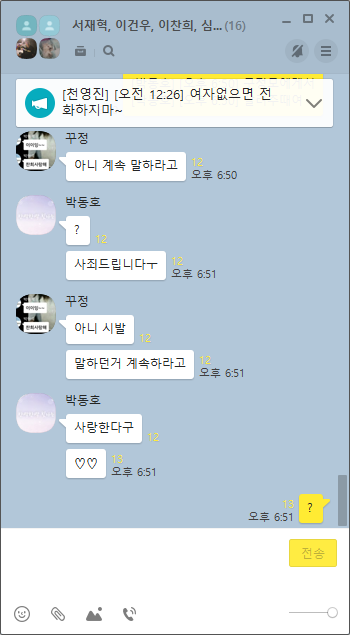 서재혁, 이건우, 이찬희, 심... (16)
[천영진] [오전 12:26] 여자없으면 전
화하지마~
꾸정
아니 계속 말하라고
12
오후 6:50
박동호
?
12
사죄드립니다ㅜ
12
오후 6:51
꾸정
아니 시발
12
말하던거 계속하라고
12
오후 6:51
박동호
사랑한다구
12
♡♡
13
오후 6:51
13
오후 6:51
?
전송